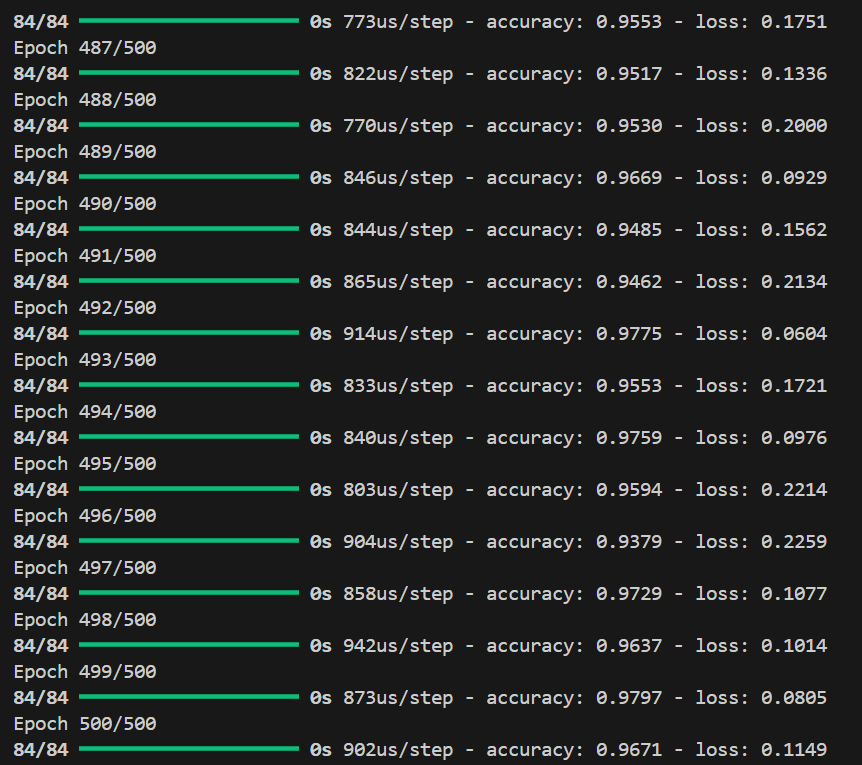 84/84 0s 773us/step - accuracy: 0.9553 - loss: 0.1751
Epoch 487/500
84/84 0s 822us/step - accuracy: 0.9517 - loss: 0.1336
Epoch 488/500
84/84 0s 770us/step - accuracy: 0.9530 - loss: 0.2000
Epoch 489/500
84/84 0s 846us/step - accuracy: 0.9669 - loss: 0.0929
Epoch 490/500
84/84 0s 844us/step - accuracy: 0.9485 - loss: 0.1562
Epoch 491/500
84/84 0s 865us/step - accuracy: 0.9462 - loss: 0.2134
Epoch 492/500
84/84 0s 914us/step - accuracy: 0.9775 - loss: 0.0604
Epoch 493/500
84/84 0s 833us/step - accuracy: 0.9553 - loss: 0.1721
Epoch 494/500
84/84 0s 840us/step - accuracy: 0.9759 - loss: 0.0976
Epoch 495/500
84/84 0s 803us/step - accuracy: 0.9594 - loss: 0.2214
Epoch 496/500
84/84 0s 904us/step - accuracy: 0.9379 - loss: 0.2259
Epoch 497/500
84/84 0s 858us/step - accuracy: 0.9729 - loss: 0.1077
Epoch 498/500
84/84 0s 942us/step - accuracy: 0.9637 - loss: 0.1014
Epoch 499/500
84/84 0s 873us/step - accuracy: 0.9797 - loss: 0.0805
Epoch 500/500
84/84 0s 902us/step - accuracy: 0.9671 - loss: 0.1149